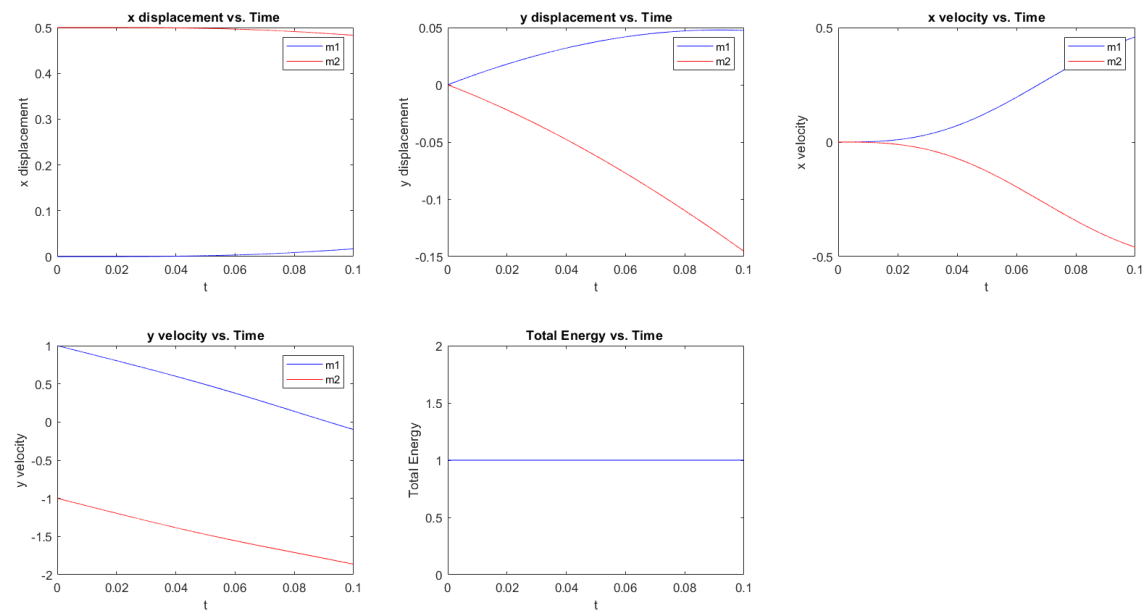 x displacement vs. Time
0.5
0.4
0.3
0.2
0.1
0
x displacement
0
0.02
0.04
0.06
0.08
0.1
t
m1
m2
y displacement vs. Time
0.05
0
-0.05
-0.1
-0.15
y displacement
0
0.02
0.04
0.06
0.08
0.1
t
m1
m2
x velocity vs. Time
0.5
0
-0.5
x velocity
0
0.02
0.04
0.06
0.08
0.1
t
m1
m2
y velocity vs. Time
1
0.5
0
-0.5
-1
-1.5
-2
y velocity
0
0.02
0.04
0.06
0.08
0.1
t
m1
m2
Total Energy vs. Time
2
1.5
1
0.5
0
Total Energy
0
0.02
0.04
0.06
0.08
0.1
t